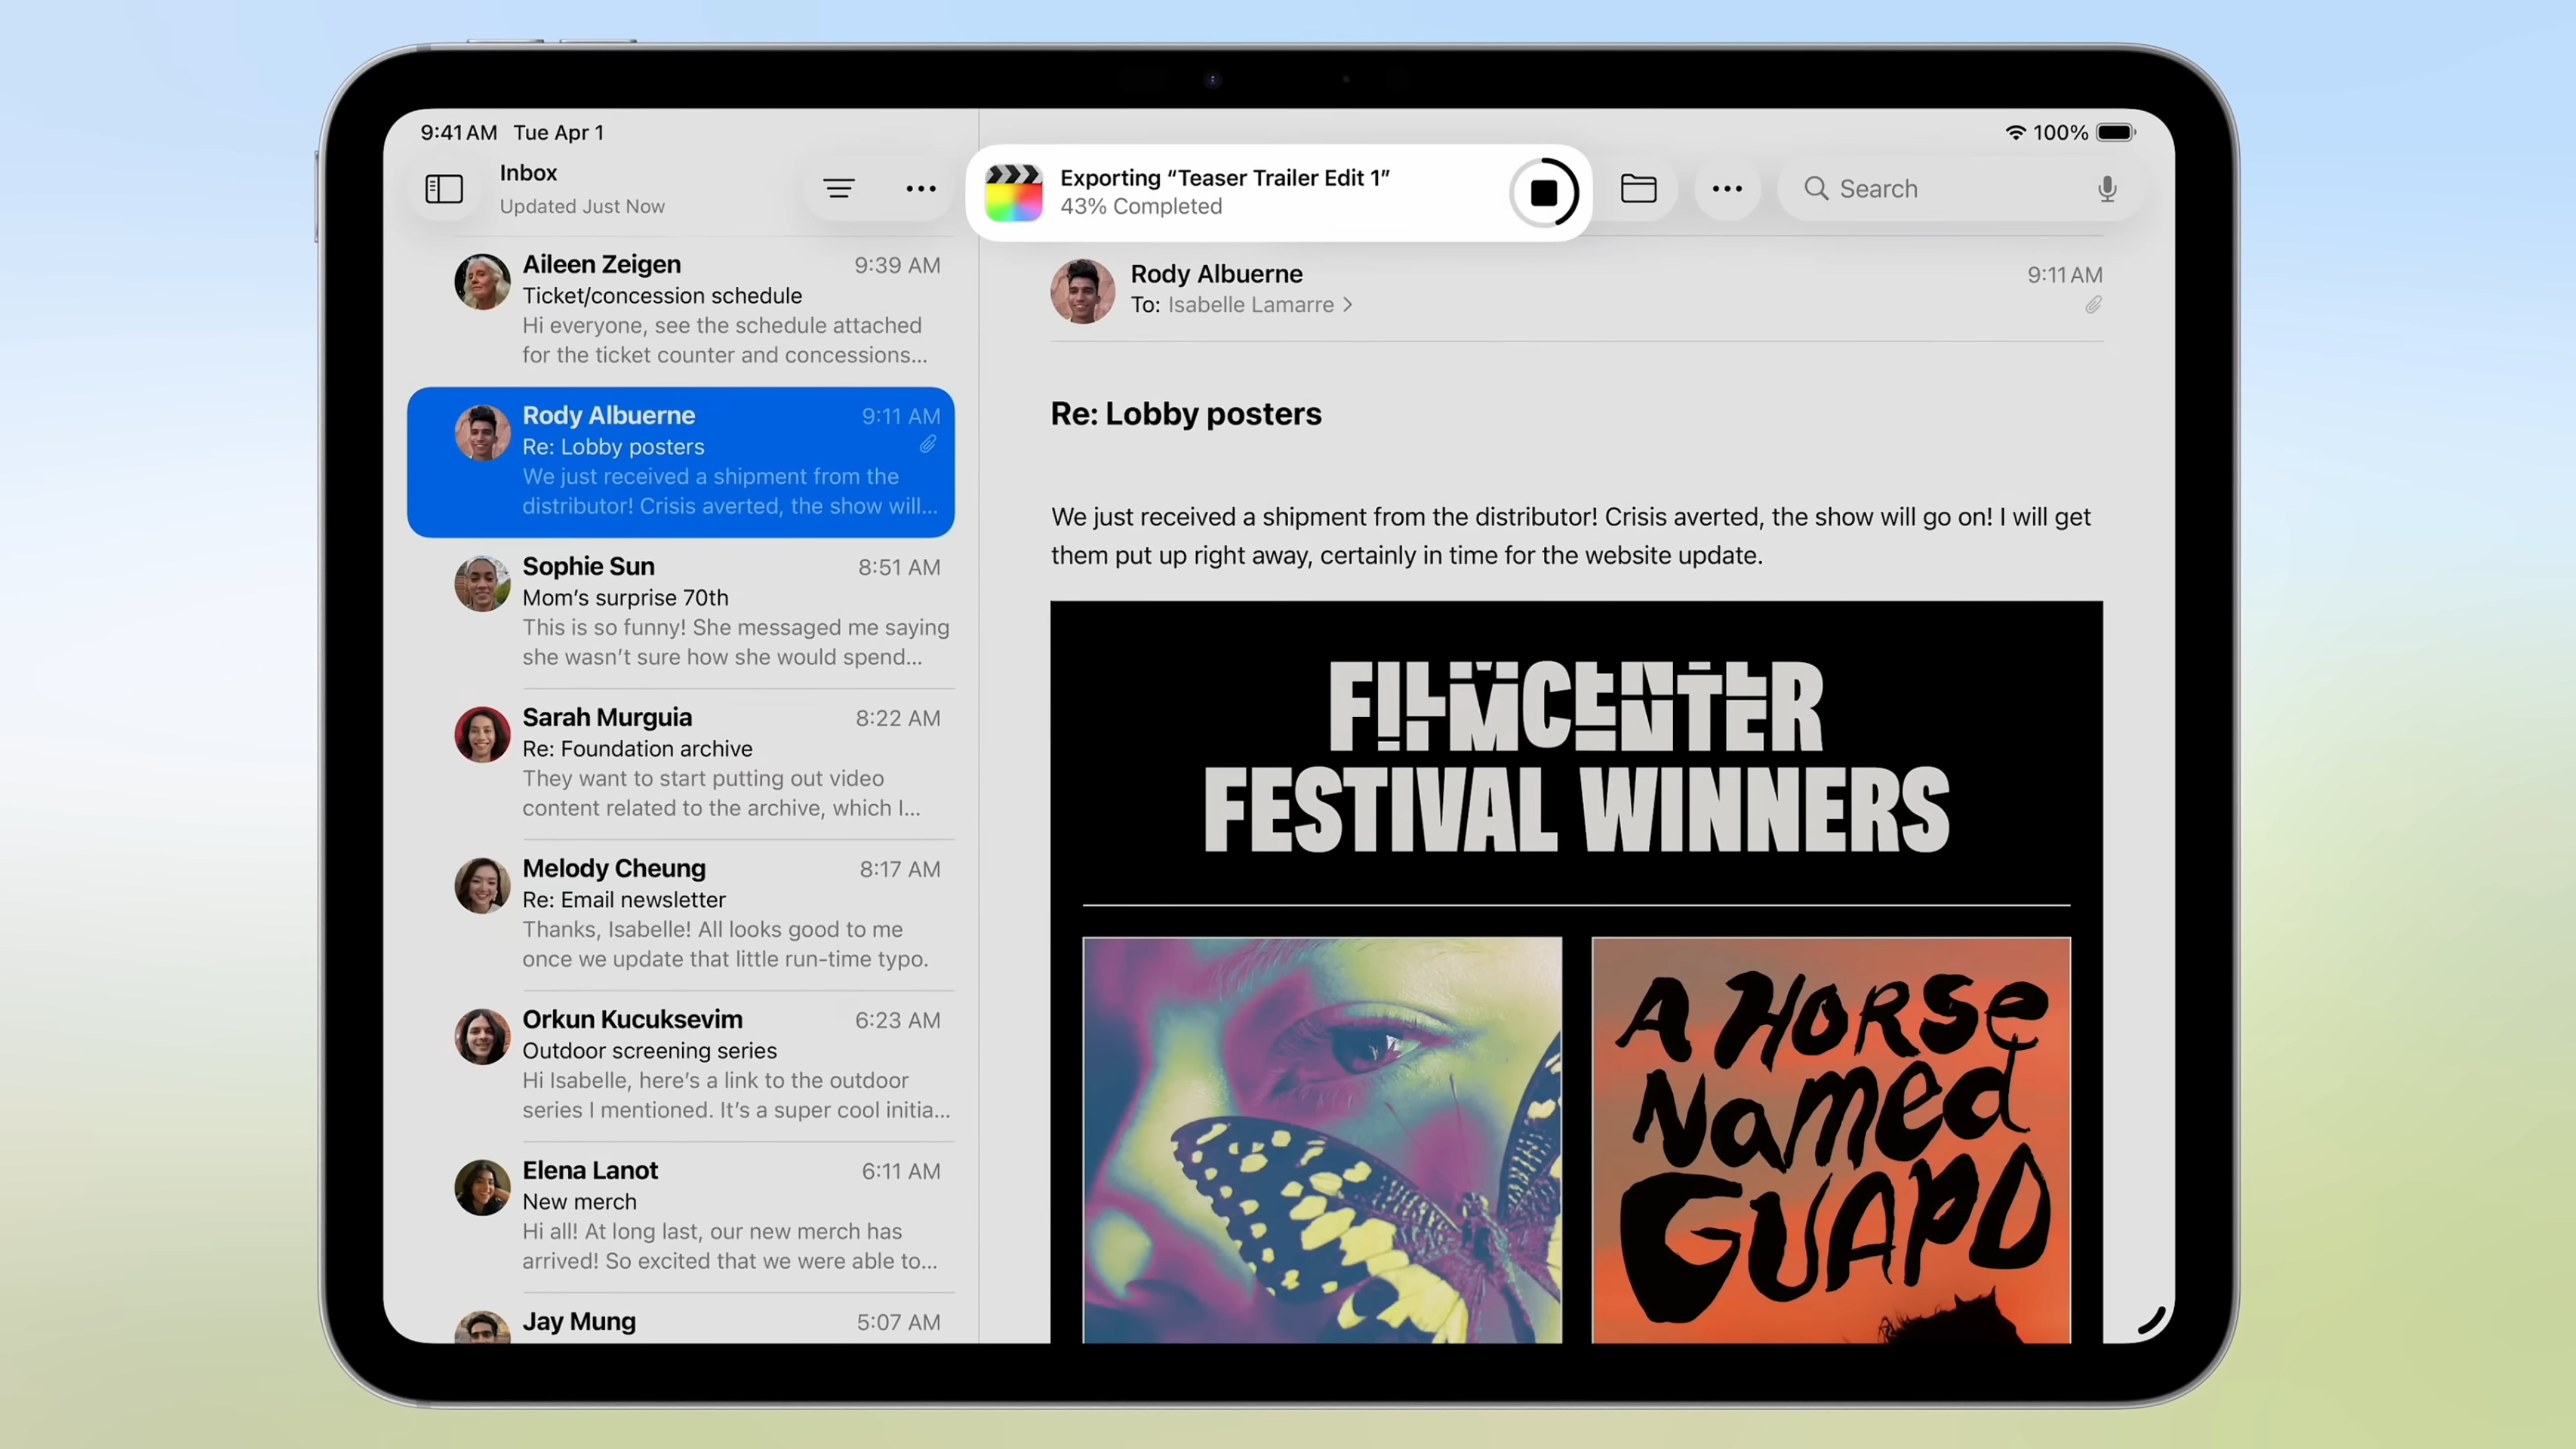 9:41 AM Tue Apr 1
100%
Inbox
Updated Just Now
Exporting “Teaser Trailer Edit 1”
43% Completed
Search
Aileen Zeigen 9:39 AM
Ticket/concession schedule
Hi everyone, see the schedule attached
for the ticket counter and concessions...
Rody Albuerne 9:11 AM
Re: Lobby posters
We just received a shipment from the
distributor! Crisis averted, the show will...
Sophie Sun 8:51 AM
Mom’s surprise 70th
This is so funny! She messaged me saying
she wasn’t sure how she would spend...
Sarah Murguia 8:22 AM
Re: Foundation archive
They want to start putting out video
content related to the archive, which I...
Melody Cheung 8:17 AM
Re: Email newsletter
Thanks, Isabelle! All looks good to me
once we update that little run-time typo.
Orkun Kucuksevim 6:23 AM
Outdoor screening series
Hi Isabelle, here’s a link to the outdoor
series I mentioned. It’s a super cool initia...
Elena Lanot 6:11 AM
New merch
Hi all! At long last, our new merch has
arrived! So excited that we were able to...
Jay Mung 5:07 AM
Rody Albuerne 9:11 AM
To: Isabelle Lamarre
Re: Lobby posters
We just received a shipment from the distributor! Crisis averted, the show will go on! I will get
them put up right away, certainly in time for the website update.
FILMCENTER
FESTIVAL WINNERS
A HORSe
NameD
GUAPO